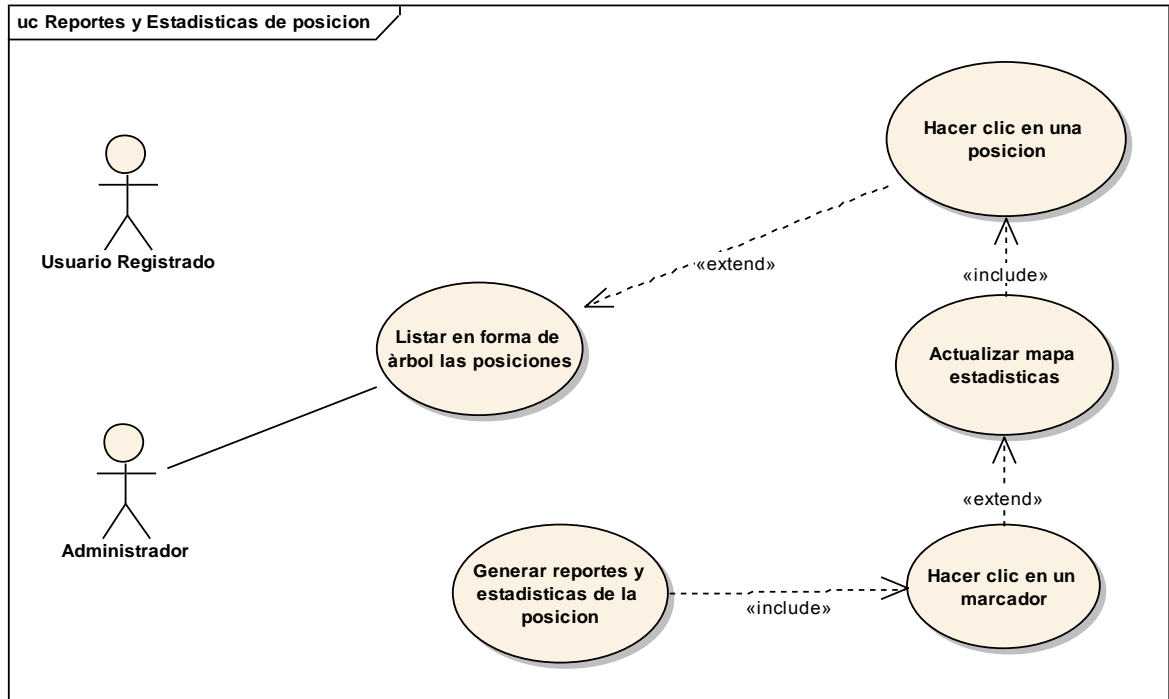 uc Reportes y Estadisticas de posicion
Hacer clic en una
posicion
Usuario Registrado
«extend»
«include»
Listar en forma de
àrbol las posiciones
Actualizar mapa
estadisticas
«extend»
Administrador
Generar reportes y
estadisticas de la
posicion
«include»
Hacer clic en un
marcador